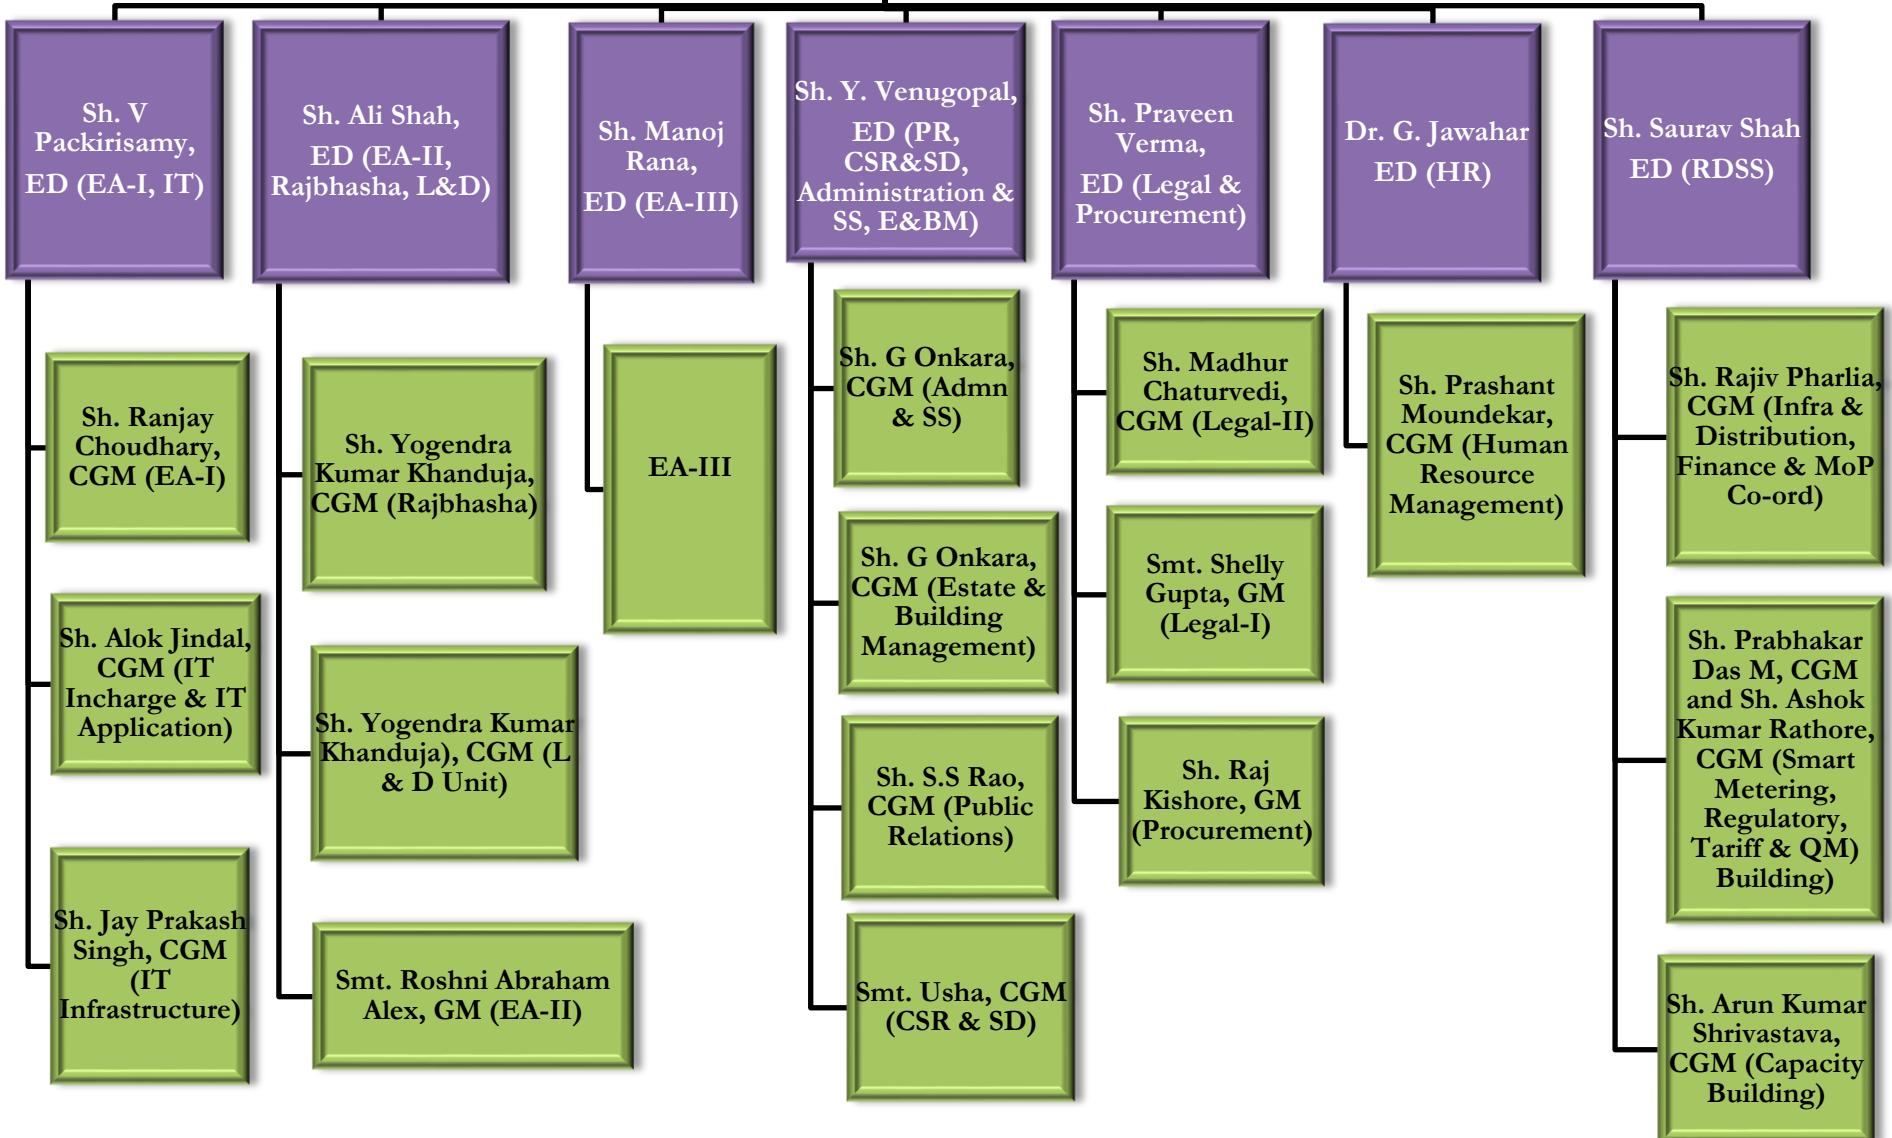 Sh. V
Packirisamy,
ED (EA-I, IT)
Sh. Ali Shah,
ED (EA-II,
Rajbhasha, L&D)
Sh. Manoj
Rana,
ED (EA-III)
Sh. Y. Venugopal,
ED (PR,
CSR&SD,
Administration &
SS, E&BM)
Sh. Praveen
Verma,
ED (Legal &
Procurement)
Dr. G. Jawahar
ED (HR)
Sh. Saurav Shah
ED (RDSS)
Sh. Ranjay
Choudhary,
CGM (EA-I)
Sh. Alok Jindal,
CGM (IT
Incharge & IT
Application)
Sh. Jay Prakash
Singh, CGM
(IT
Infrastructure)
Sh. Yogendra
Kumar Khanduja,
CGM (Rajbhasha)
Sh. Yogendra Kumar
Khanduja), CGM (L
& D Unit)
Smt. Roshni Abraham
Alex, GM (EA-II)
EA-III
Sh. G Onkara,
CGM (Admn
& SS)
Sh. G Onkara,
CGM (Estate &
Building
Management)
Sh. S.S Rao,
CGM (Public
Relations)
Smt. Usha, CGM
(CSR & SD)
Sh. Madhur
Chaturvedi,
CGM (Legal-II)
Smt. Shelly
Gupta, GM
(Legal-I)
Sh. Raj
Kishore, GM
(Procurement)
Sh. Prashant
Moundekar,
CGM (Human
Resource
Management)
Sh. Rajiv Pharlia,
CGM (Infra &
Distribution,
Finance & MoP
Co-ord)
Sh. Prabhakar
Das M, CGM
and Sh. Ashok
Kumar Rathore,
CGM (Smart
Metering,
Regulatory,
Tariff & QM)
Building)
Sh. Arun Kumar
Shrivastava,
CGM (Capacity
Building)